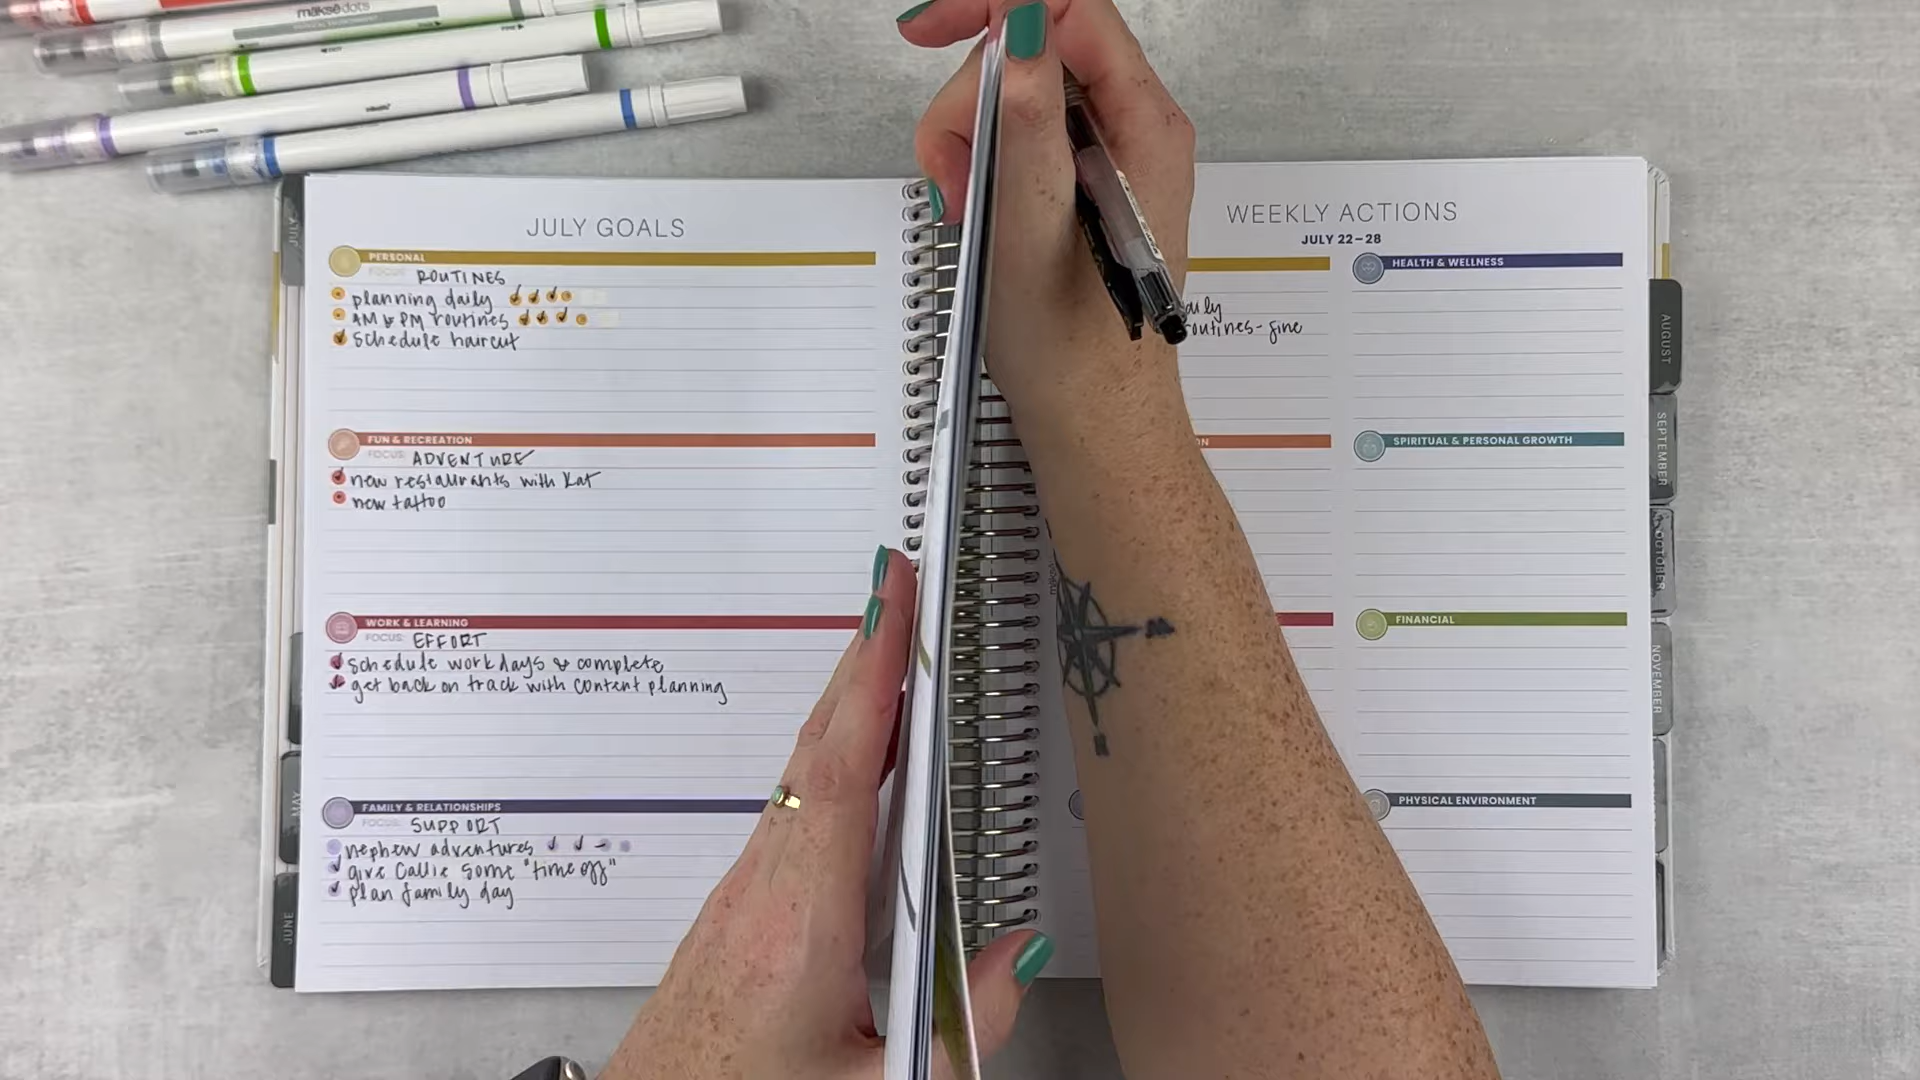 makse dots
JULY
JULY GOALS
PERSONAL
FOCUS: ROUTINES
planning daily
AM & PM routines
schedule haircut
FUN & RECREATION
FOCUS: ADVENTURE
new restaurants with Kat
new tattoo
WORK & LEARNING
FOCUS: EFFORT
schedule work days & complete
get back on track with content planning
FAMILY & RELATIONSHIPS
FOCUS: SUPPORT
nephew adventures
give Callie some "time off"
plan family day
MAY
JUNE
WEEKLY ACTIONS
JULY 22–28
routines - fine
HEALTH & WELLNESS
SPIRITUAL & PERSONAL GROWTH
FINANCIAL
PHYSICAL ENVIRONMENT
AUGUST
SEPTEMBER
OCTOBER
NOVEMBER